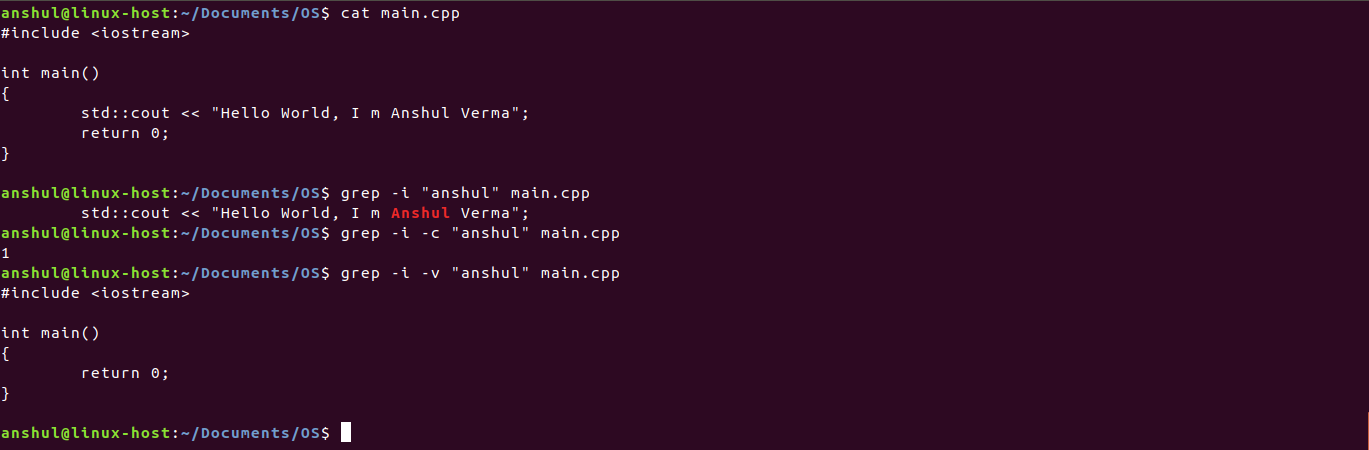 anshul@linux-host:~/Documents/OS$ cat main.cpp
#include <iostream>

int main()
{
        std::cout << "Hello World, I m Anshul Verma";
        return 0;
}

anshul@linux-host:~/Documents/OS$ grep -i "anshul" main.cpp
        std::cout << "Hello World, I m Anshul Verma";
anshul@linux-host:~/Documents/OS$ grep -i -c "anshul" main.cpp
1
anshul@linux-host:~/Documents/OS$ grep -i -v "anshul" main.cpp
#include <iostream>

int main()
{
        return 0;
}

anshul@linux-host:~/Documents/OS$